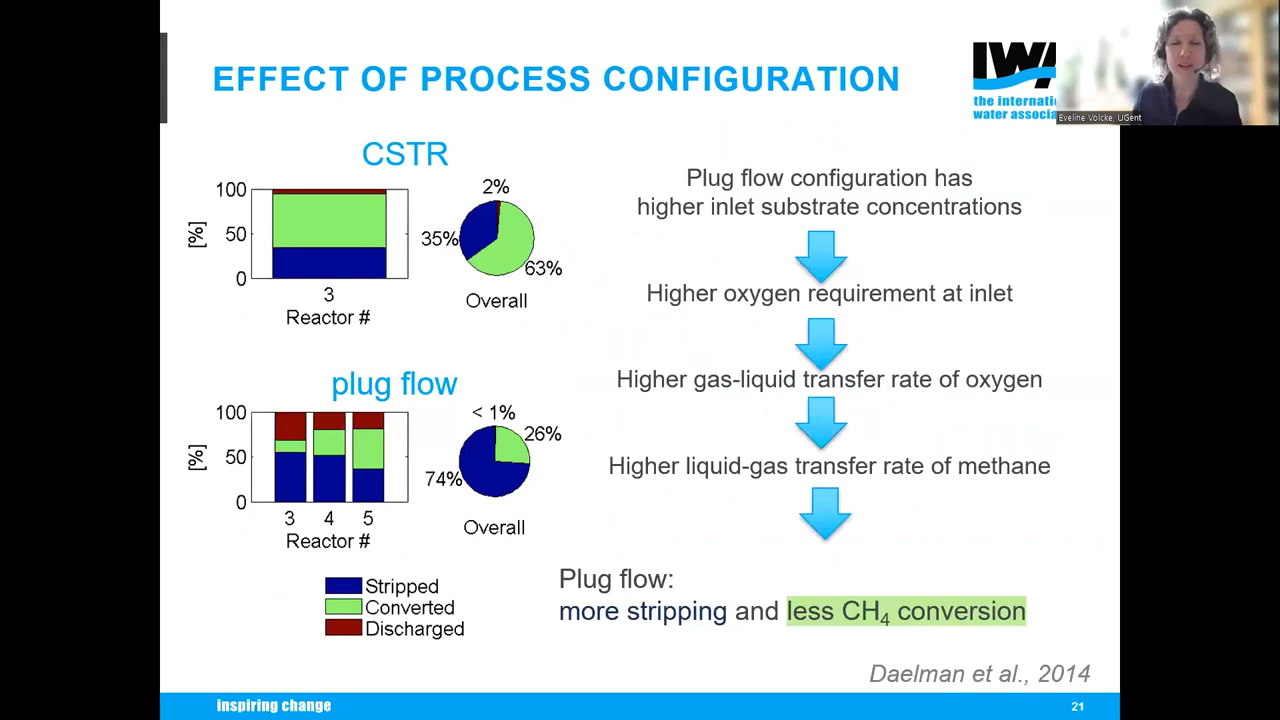 EFFECT OF PROCESS CONFIGURATION
IWA
the internati
water associa
Eveline Volcke, UGent
CSTR
100
50
0
[%]
3
Reactor #
2%
35%
63%
Overall
plug flow
100
50
0
[%]
3 4 5
Reactor #
< 1%
26%
74%
Overall
Stripped
Converted
Discharged
Plug flow configuration has
higher inlet substrate concentrations
Higher oxygen requirement at inlet
Higher gas-liquid transfer rate of oxygen
Higher liquid-gas transfer rate of methane
Plug flow:
more stripping and less CH₄ conversion
Daelman et al., 2014
inspiring change
21